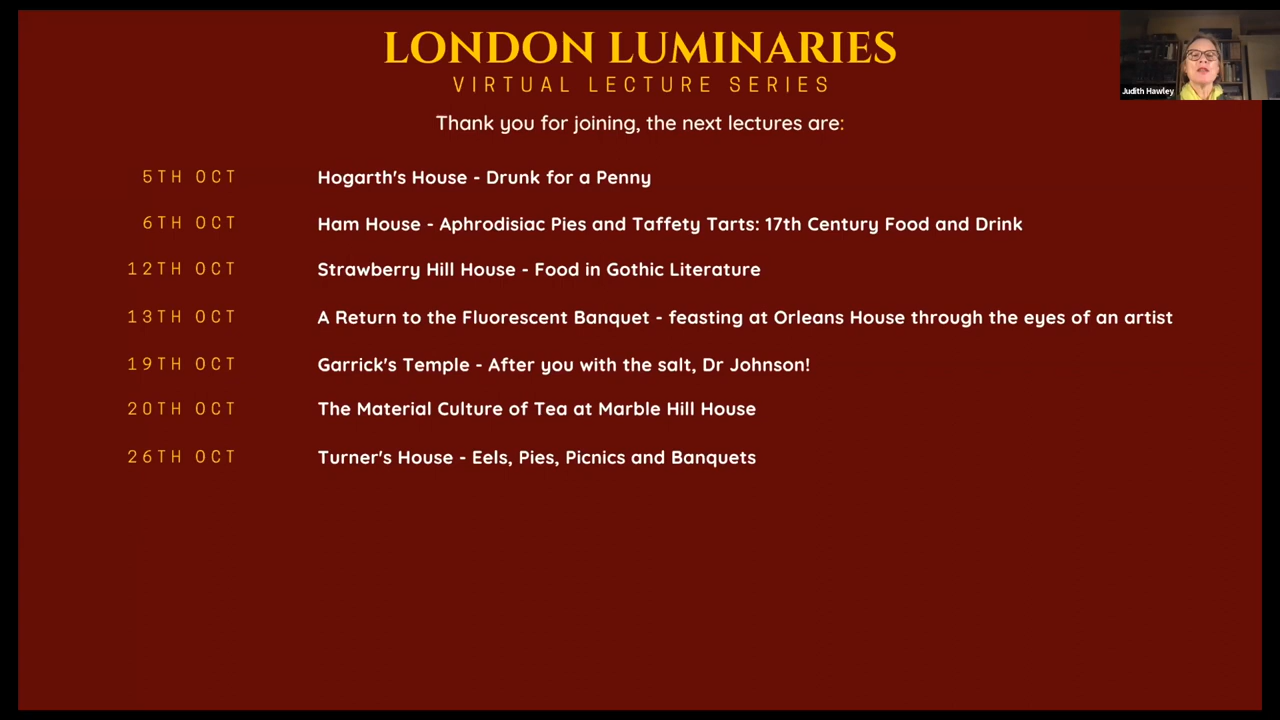 LONDON LUMINARIES
VIRTUAL LECTURE SERIES
Judith Hawley
Thank you for joining, the next lectures are:
5TH OCT Hogarth's House - Drunk for a Penny
6TH OCT Ham House - Aphrodisiac Pies and Taffety Tarts: 17th Century Food and Drink
12TH OCT Strawberry Hill House - Food in Gothic Literature
13TH OCT A Return to the Fluorescent Banquet - feasting at Orleans House through the eyes of an artist
19TH OCT Garrick's Temple - After you with the salt, Dr Johnson!
20TH OCT The Material Culture of Tea at Marble Hill House
26TH OCT Turner's House - Eels, Pies, Picnics and Banquets